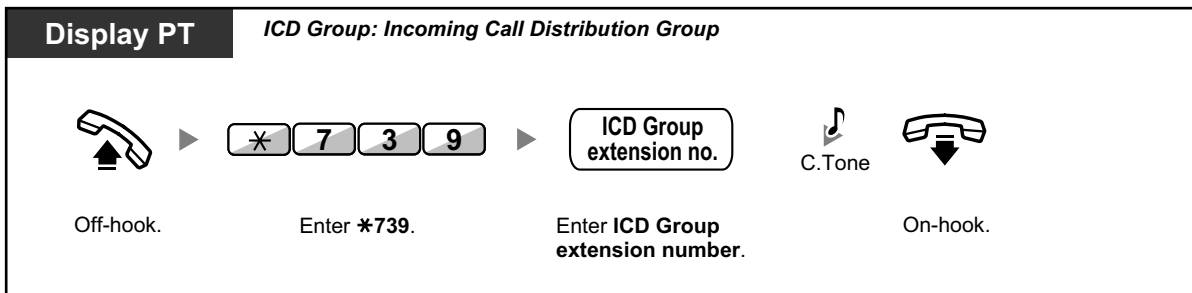 Display PT
ICD Group: Incoming Call Distribution Group
* 7 3 9
ICD Group
extension no.
C.Tone
Off-hook.
Enter *739.
Enter ICD Group
extension number.
On-hook.